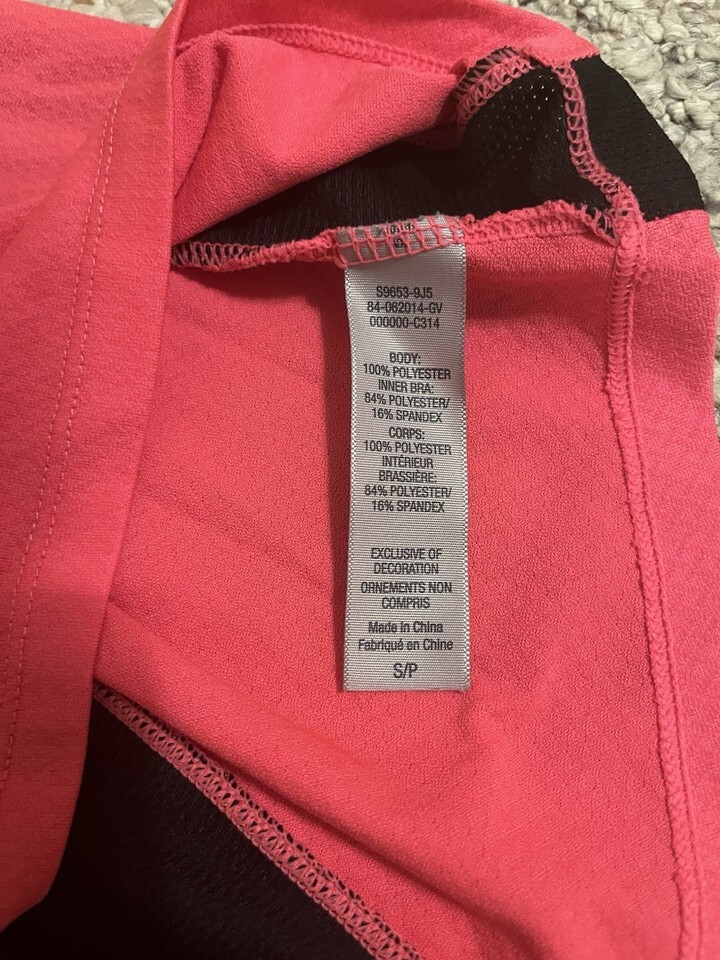 S9653-9J5
84-062014-GV
000000-C314
BODY:
100% POLYESTER
INNER BRA:
84% POLYESTER/
16% SPANDEX
CORPS:
100% POLYESTER
INTÉRIEUR
BRASSIÈRE:
84% POLYESTER/
16% SPANDEX
EXCLUSIVE OF
DECORATION
ORNEMENTS NON
COMPRIS
Made in China
Fabriqué en Chine
S/P